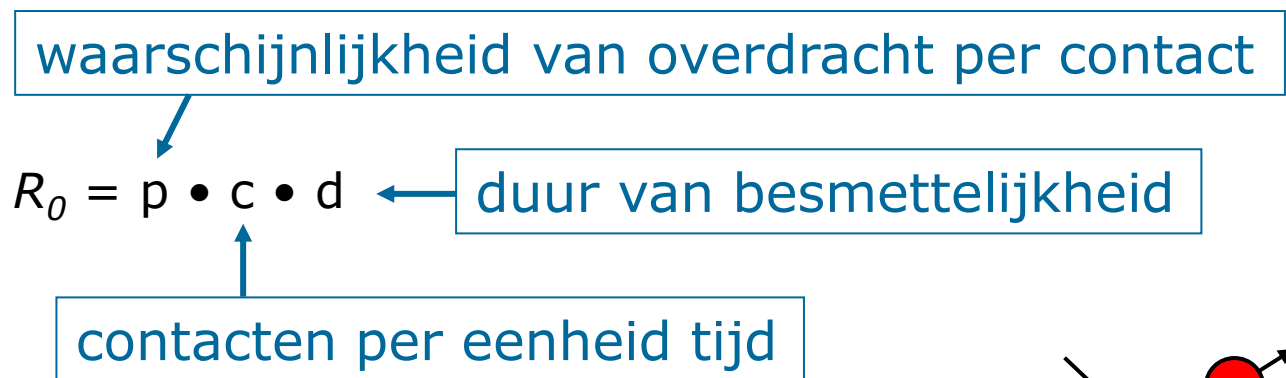 waarschijnlijkheid van overdracht per contact
R₀ = p • c • d
duur van besmettelijkheid
contacten per eenheid tijd